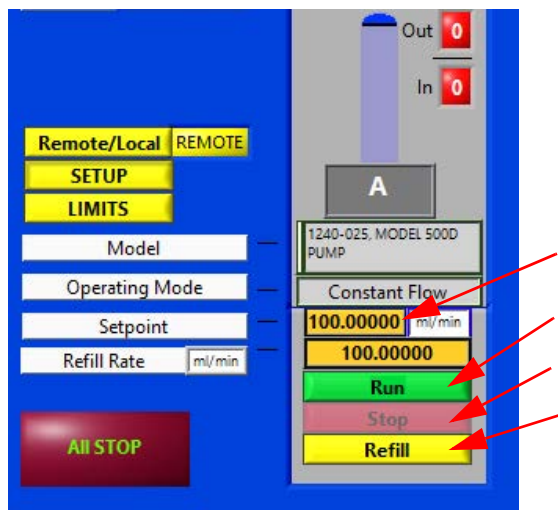 Out 0
In 0
Remote/Local REMOTE
SETUP
LIMITS
A
Model
1240-025, MODEL 500D
PUMP
Operating Mode
Constant Flow
Setpoint
100.00000 ml/min
Refill Rate ml/min
100.00000
Run
Stop
All STOP
Refill